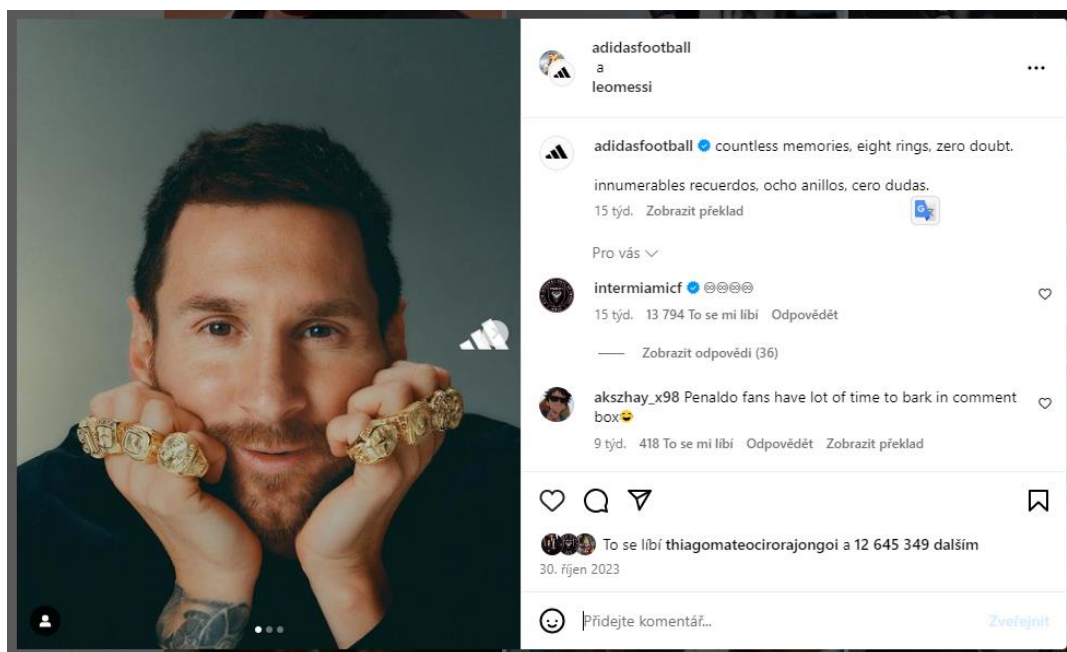 adidasfootball
a
leomessi
adidasfootball countless memories, eight rings, zero doubt.
innumerables recuerdos, ocho anillos, cero dudas.
15 týd. Zobrazit překlad
Pro vás
intermiamicf ♾♾♾♾
15 týd. 13 794 To se mi líbí Odpovědět
Zobrazit odpovědi (36)
akszhay_x98 Penaldo fans have lot of time to bark in comment
box😂
9 týd. 418 To se mi líbí Odpovědět Zobrazit překlad
To se líbí thiagomateocirorajongoi a 12 645 349 dalším
30. říjen 2023
Přidejte komentář...
Zveřejnit